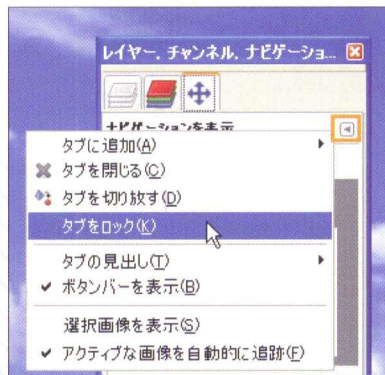 レイヤー, チャンネル, ナビゲーショ...
ナビゲーションを表示
タブに追加(A)
タブを閉じる(C)
タブを切り放す(D)
タブをロック(K)
タブの見出し(T)
ボタンバーを表示(B)
選択画像を表示(S)
アクティブな画像を自動的に追跡(F)